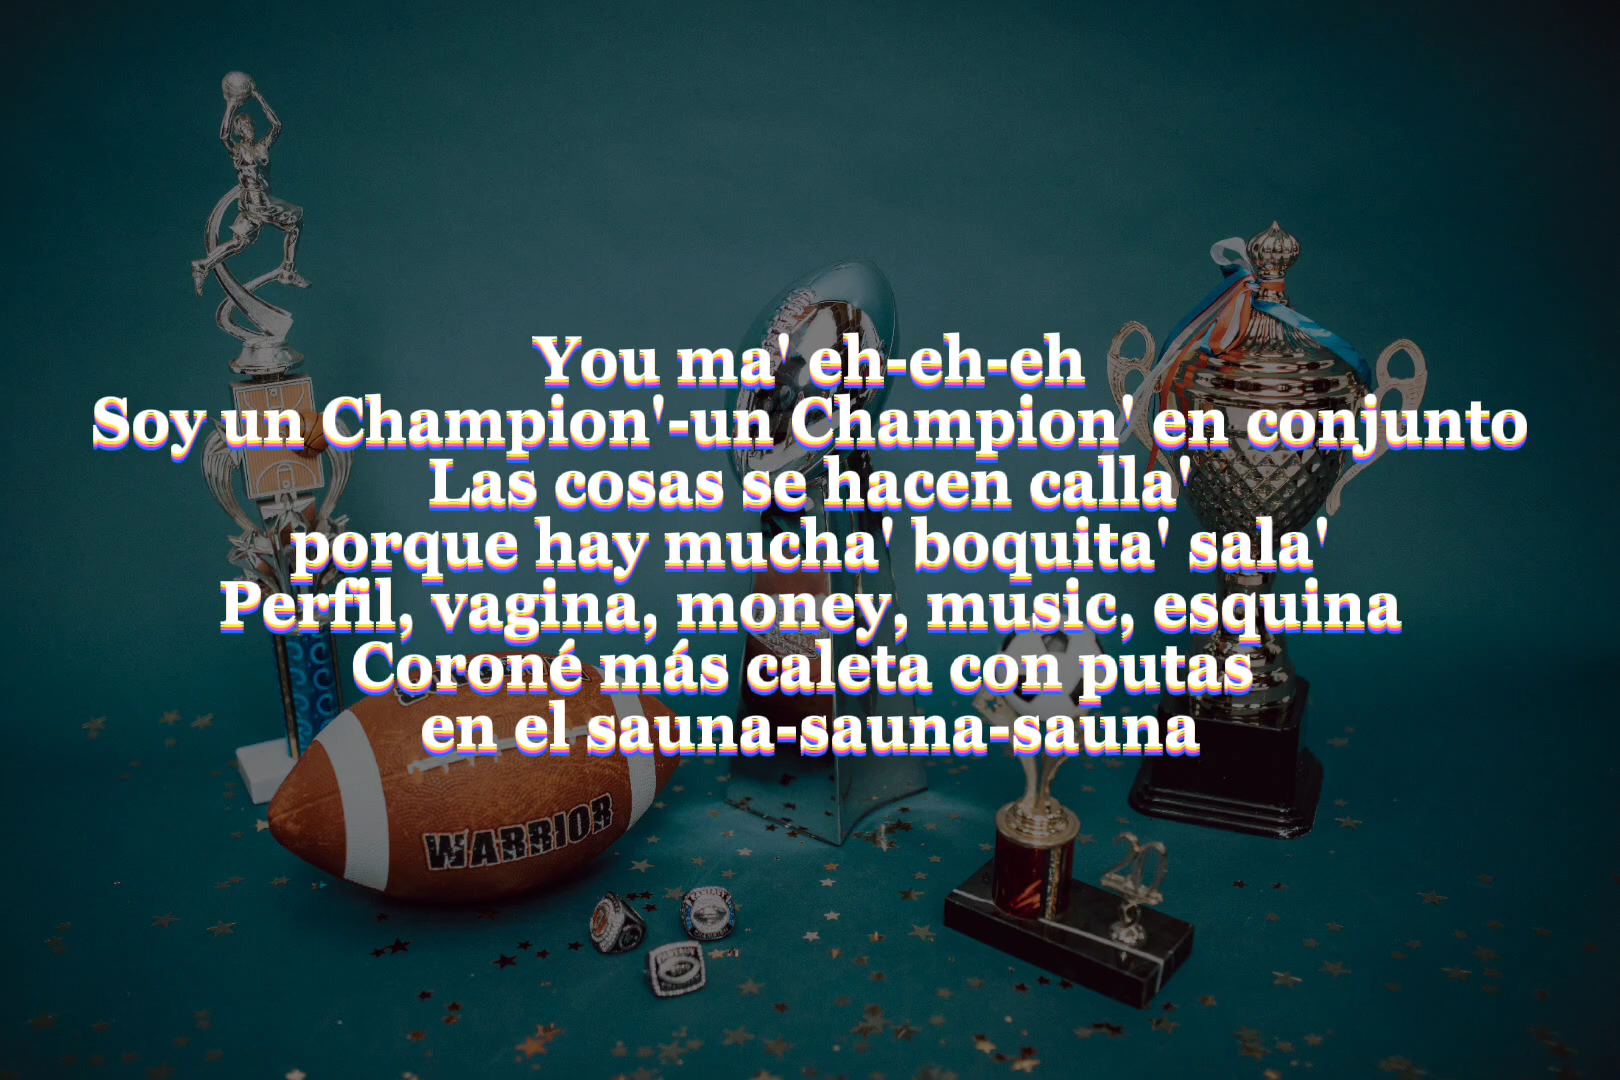 You ma' eh-eh-eh
Soy un Champion'-un Champion' en conjunto
Las cosas se hacen calla'
porque hay mucha' boquita' sala'
Perfil, vagina, money, music, esquina
Coroné más caleta con putas
en el sauna-sauna-sauna
WARRIOR
20